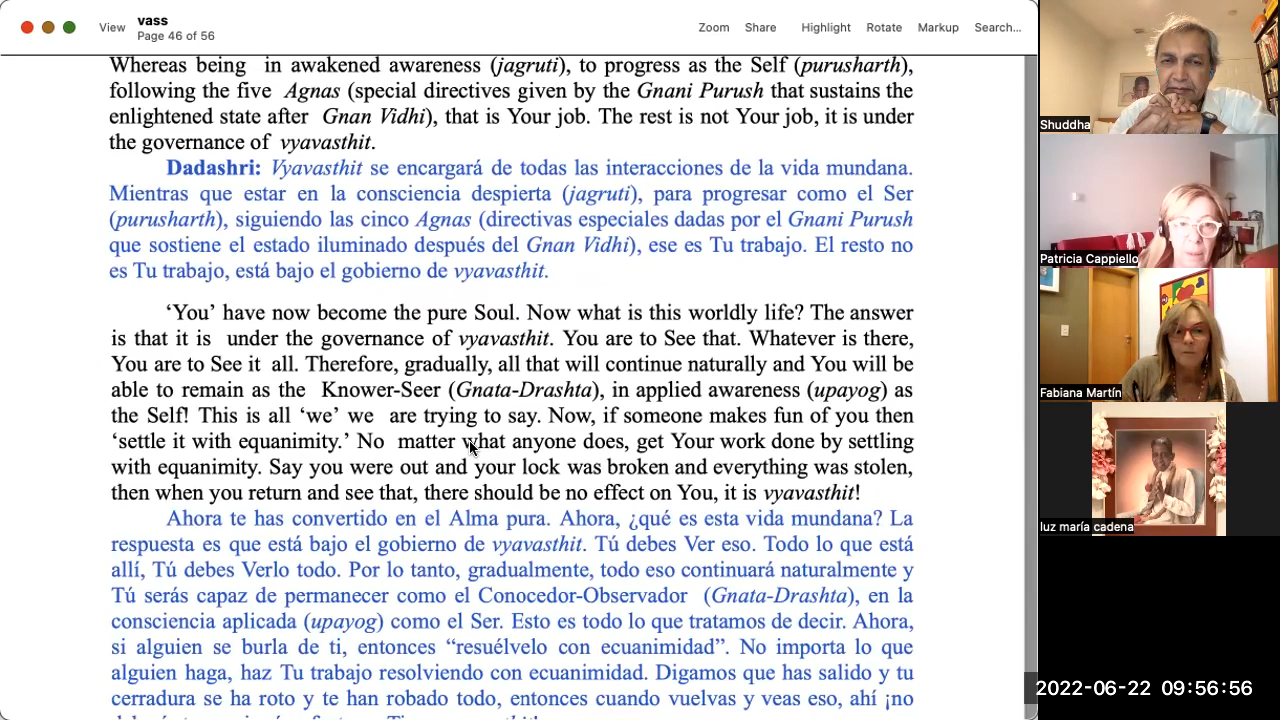 View
vass
Page 46 of 56
Zoom Share Highlight Rotate Markup Search...
Whereas being in awakened awareness (jagruti), to progress as the Self (purusharth),
following the five Agnas (special directives given by the Gnani Purush that sustains the
enlightened state after Gnan Vidhi), that is Your job. The rest is not Your job, it is under
the governance of vyavasthit.
Dadashri: Vyavasthit se encargará de todas las interacciones de la vida mundana.
Mientras que estar en la consciencia despierta (jagruti), para progresar como el Ser
(purusharth), siguiendo las cinco Agnas (directivas especiales dadas por el Gnani Purush
que sostiene el estado iluminado después del Gnan Vidhi), ese es Tu trabajo. El resto no
es Tu trabajo, está bajo el gobierno de vyavasthit.
‘You’ have now become the pure Soul. Now what is this worldly life? The answer
is that it is under the governance of vyavasthit. You are to See that. Whatever is there,
You are to See it all. Therefore, gradually, all that will continue naturally and You will be
able to remain as the Knower-Seer (Gnata-Drashta), in applied awareness (upayog) as
the Self! This is all ‘we’ we are trying to say. Now, if someone makes fun of you then
‘settle it with equanimity.’ No matter what anyone does, get Your work done by settling
with equanimity. Say you were out and your lock was broken and everything was stolen,
then when you return and see that, there should be no effect on You, it is vyavasthit!
Ahora te has convertido en el Alma pura. Ahora, ¿qué es esta vida mundana? La
respuesta es que está bajo el gobierno de vyavasthit. Tú debes Ver eso. Todo lo que está
allí, Tú debes Verlo todo. Por lo tanto, gradualmente, todo eso continuará naturalmente y
Tú serás capaz de permanecer como el Conocedor-Observador (Gnata-Drashta), en la
consciencia aplicada (upayog) como el Ser. Esto es todo lo que tratamos de decir. Ahora,
si alguien se burla de ti, entonces “resuélvelo con ecuanimidad”. No importa lo que
alguien haga, haz Tu trabajo resolviendo con ecuanimidad. Digamos que has salido y tu
cerradura se ha roto y te han robado todo, entonces cuando vuelvas y veas eso, ahí ¡no
Shuddha
Patricia Cappiello
Fabiana Martín
luz maría cadena
2022-06-22 09:56:56